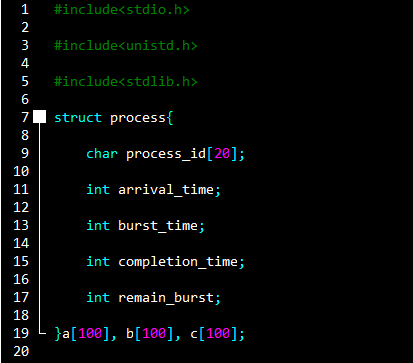 1 #include<stdio.h>
2
3 #include<unistd.h>
4
5 #include<stdlib.h>
6
7 struct process{
8
9     char process_id[20];
10
11     int arrival_time;
12
13     int burst_time;
14
15     int completion_time;
16
17     int remain_burst;
18
19 }a[100], b[100], c[100];
20